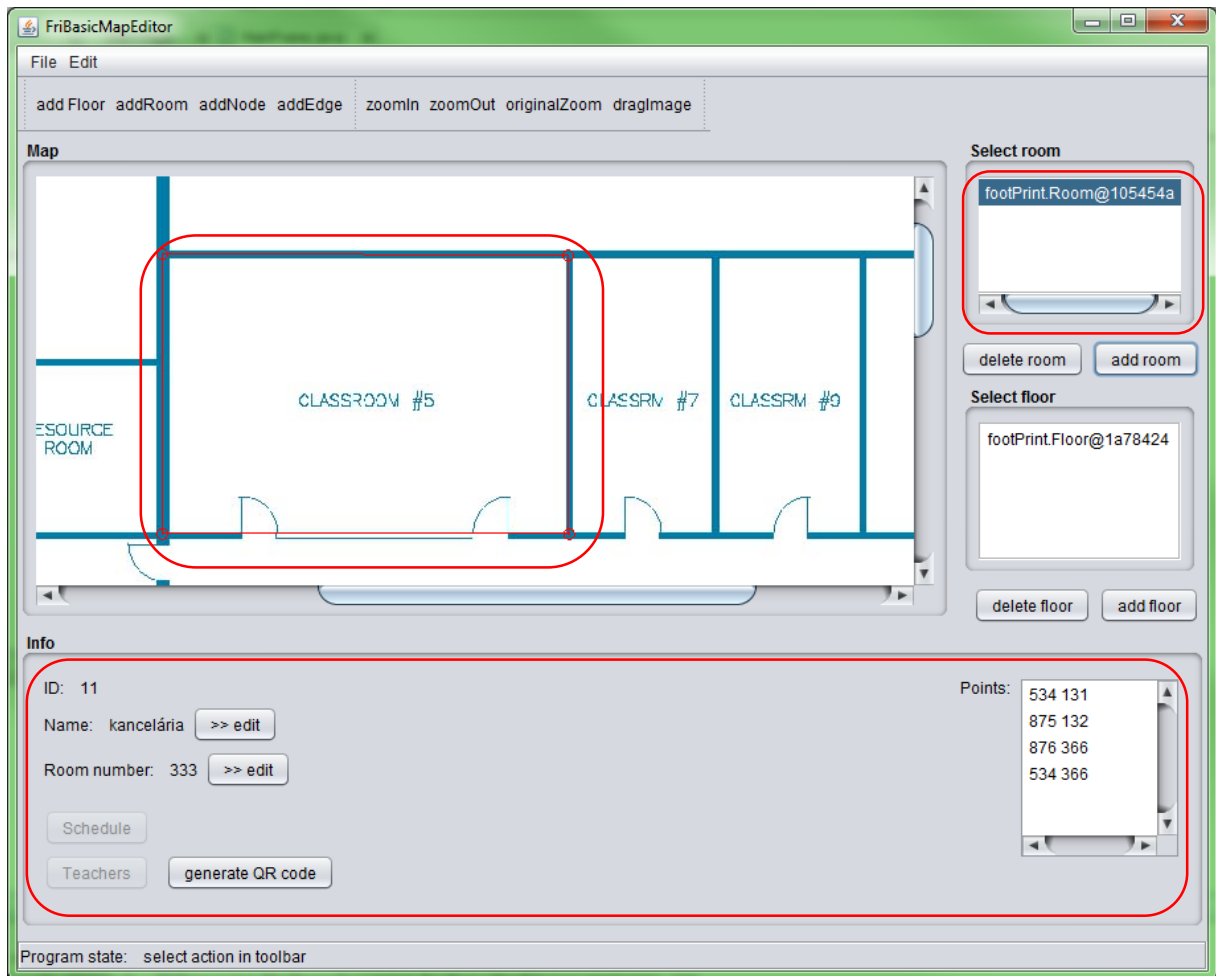 FriBasicMapEditor
File Edit
add Floor addRoom addNode addEdge zoomIn zoomOut originalZoom dragImage
Map
CLASSROOM #5
CLASSRM #7
CLASSRM #9
ESOURCE
ROOM
Select room
footPrint.Room@105454a
delete room add room
Select floor
footPrint.Floor@1a78424
delete floor add floor
Info
ID: 11
Name: kancelária >> edit
Room number: 333 >> edit
Schedule
Teachers generate QR code
Points:
534 131
875 132
876 366
534 366
Program state: select action in toolbar